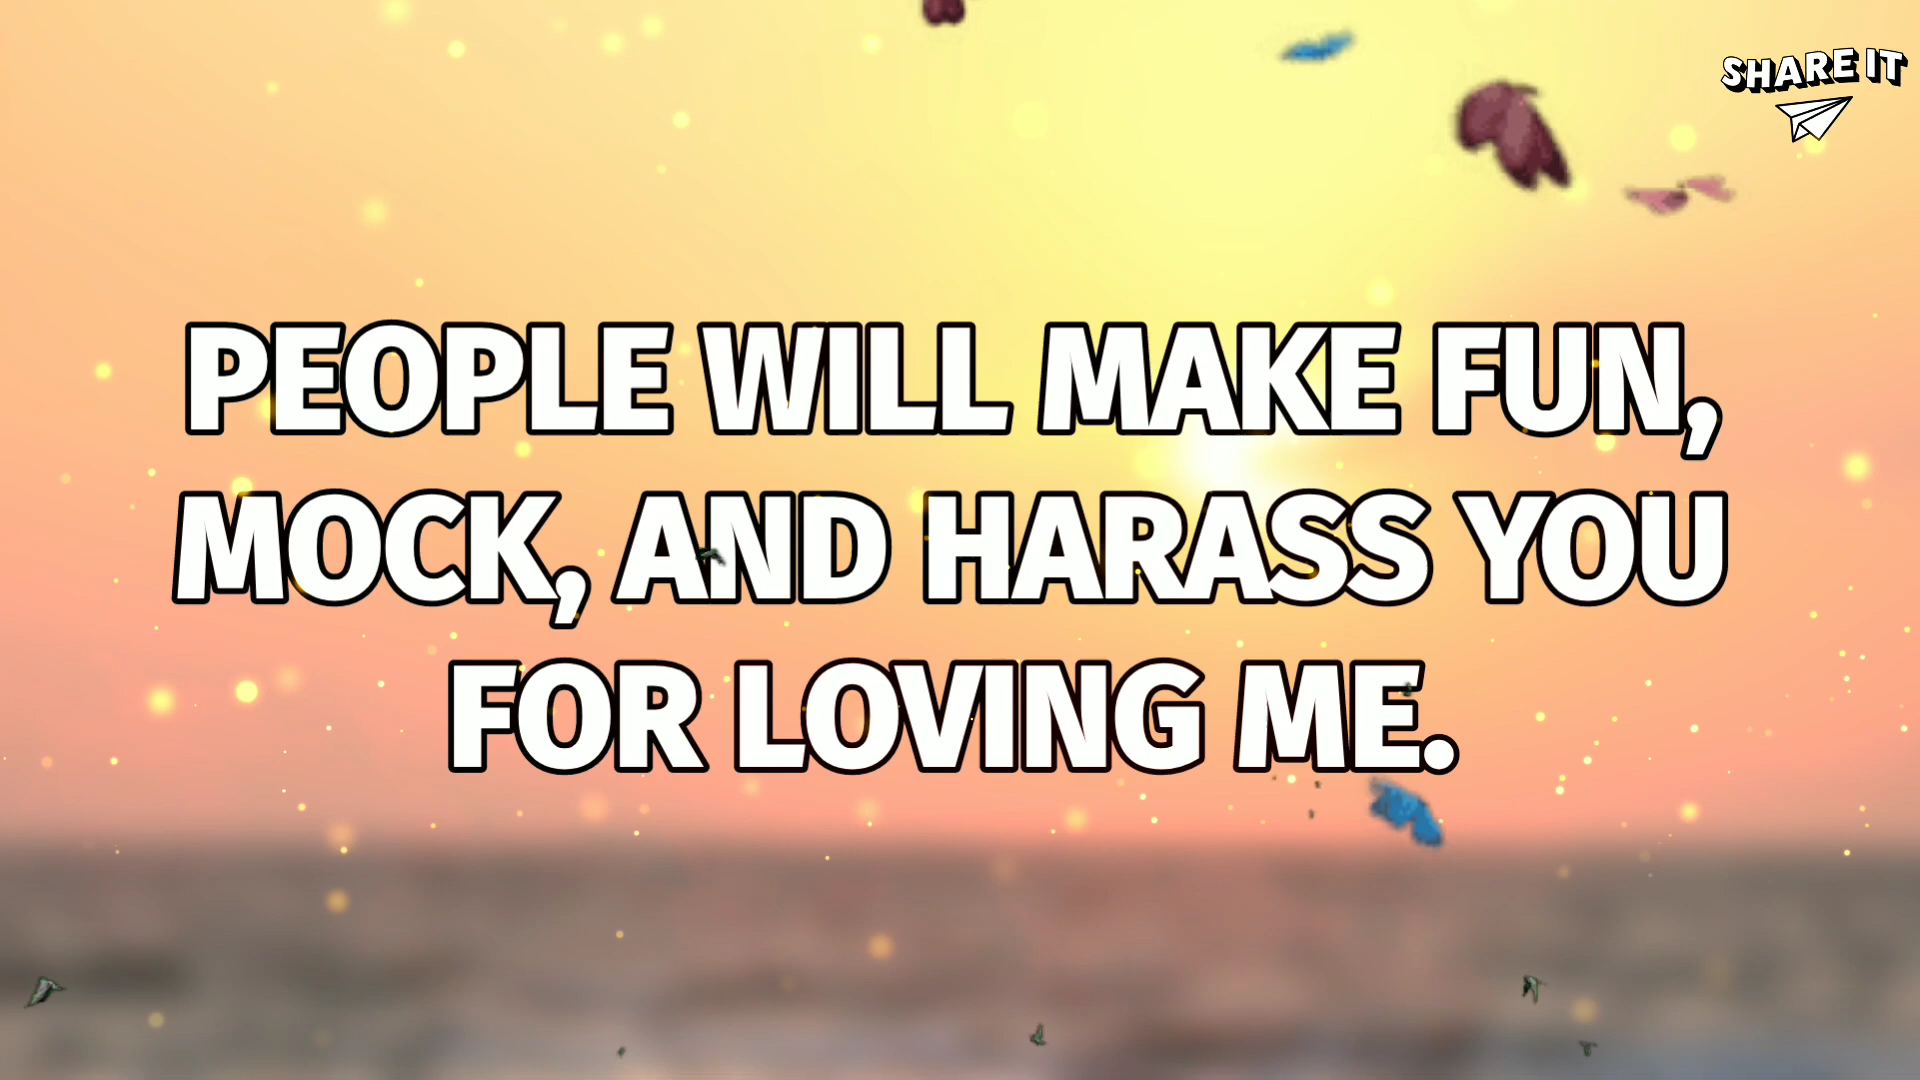 SHARE IT
PEOPLE WILL MAKE FUN,
MOCK, AND HARASS YOU
FOR LOVING ME.